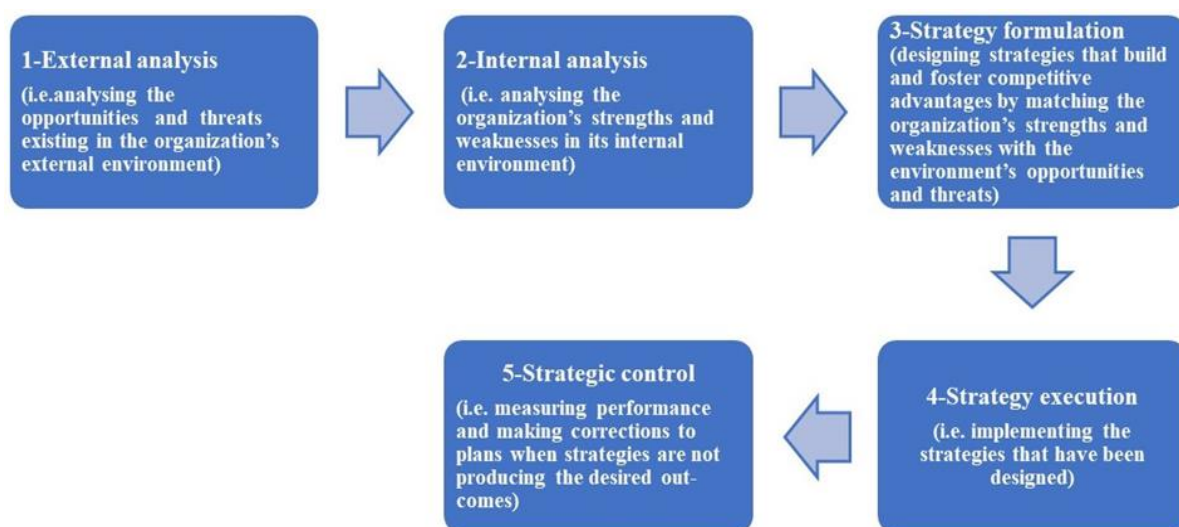 1-External analysis
(i.e.analysing the
opportunities and threats
existing in the organization’s
external environment)
2-Internal analysis
(i.e. analysing the
organization’s strengths and
weaknesses in its internal
environment)
3-Strategy formulation
(designing strategies that build
and foster competitive
advantages by matching the
organization’s strengths and
weaknesses with the
environment’s opportunities
and threats)
4-Strategy execution
(i.e. implementing the
strategies that have been
designed)
5-Strategic control
(i.e. measuring performance
and making corrections to
plans when strategies are not
producing the desired out-
comes)